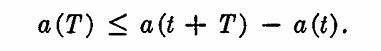 a(T) ≤ a(t + T) − a(t).